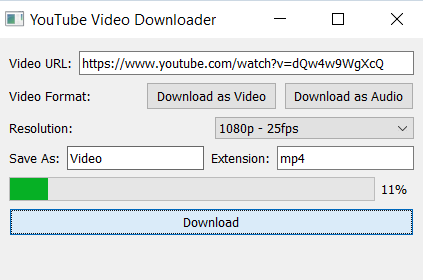 YouTube Video Downloader
Video URL: https://www.youtube.com/watch?v=dQw4w9WgXcQ
Video Format: Download as Video Download as Audio
Resolution: 1080p - 25fps
Save As: Video Extension: mp4
11%
Download